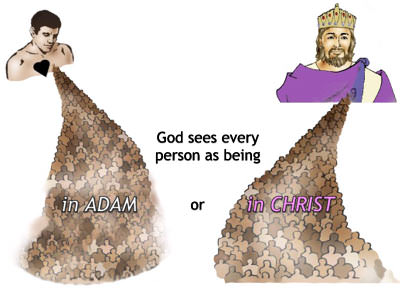 God sees every
person as being
in ADAM
or
in CHRIST